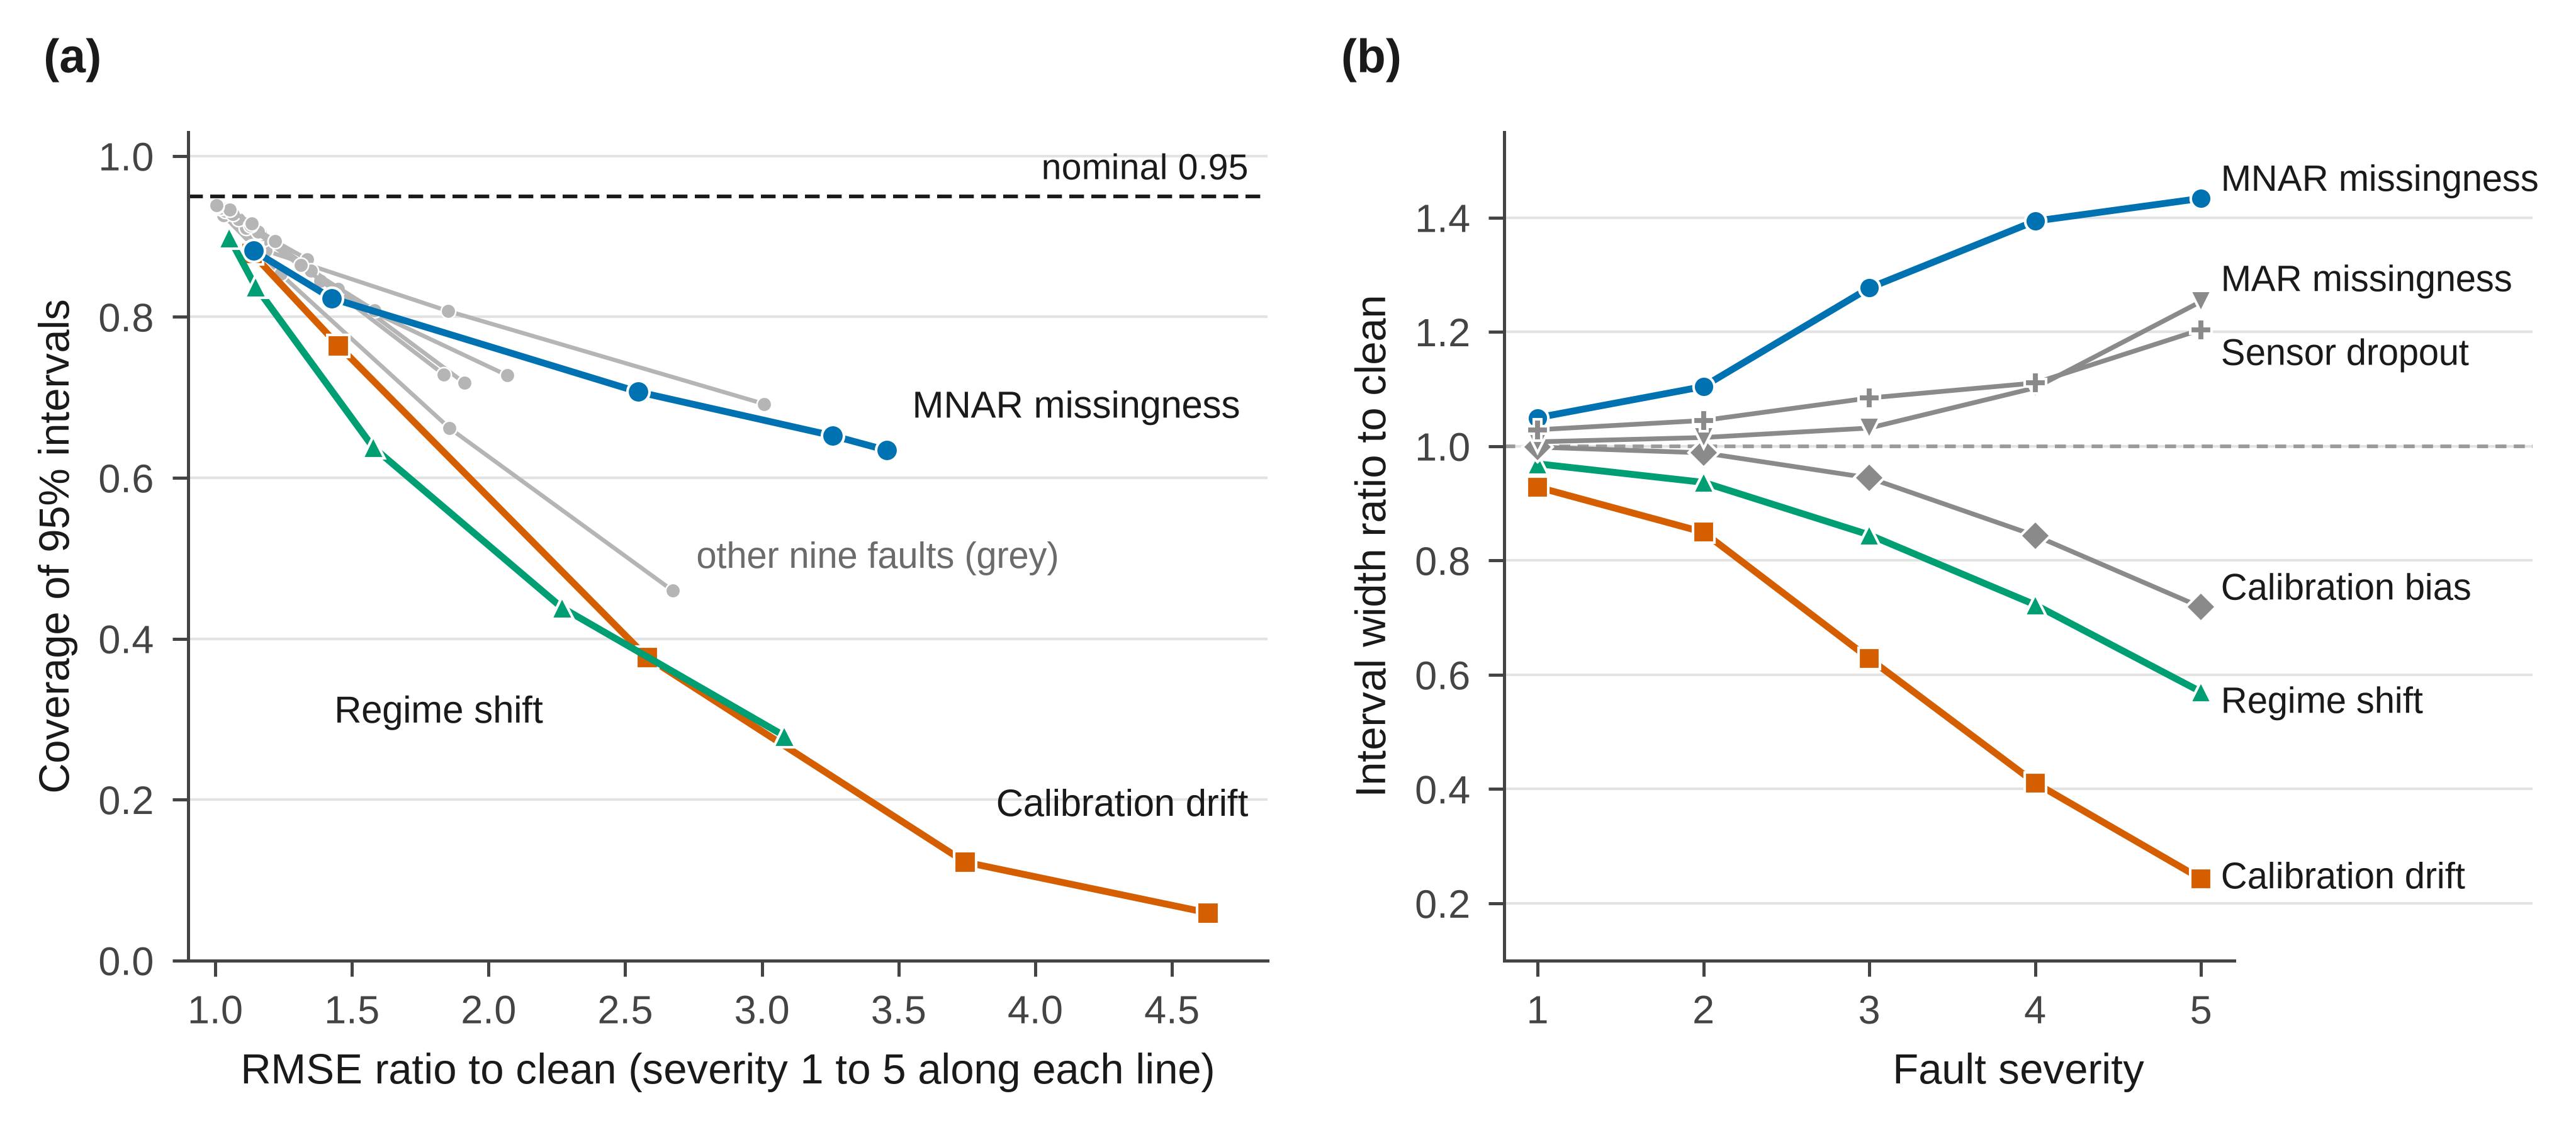 (a)
Coverage of 95% intervals
1.0
0.8
0.6
0.4
0.2
0.0
nominal 0.95
MNAR missingness
other nine faults (grey)
Regime shift
Calibration drift
1.0 1.5 2.0 2.5 3.0 3.5 4.0 4.5
RMSE ratio to clean (severity 1 to 5 along each line)
(b)
Interval width ratio to clean
1.4
1.2
1.0
0.8
0.6
0.4
0.2
MNAR missingness
MAR missingness
Sensor dropout
Calibration bias
Regime shift
Calibration drift
1 2 3 4 5
Fault severity